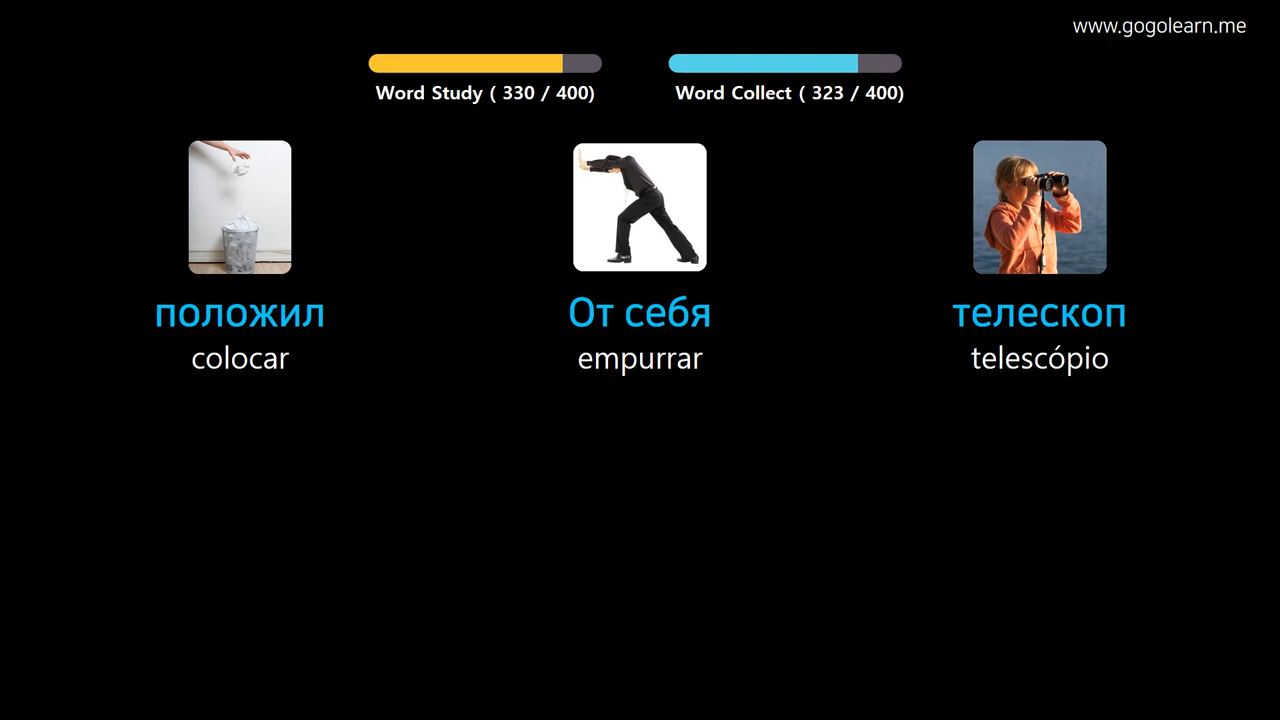 www.gogolearn.me
Word Study ( 330 / 400)
Word Collect ( 323 / 400)
положил
От себя
телескоп
colocar
empurrar
telescópio